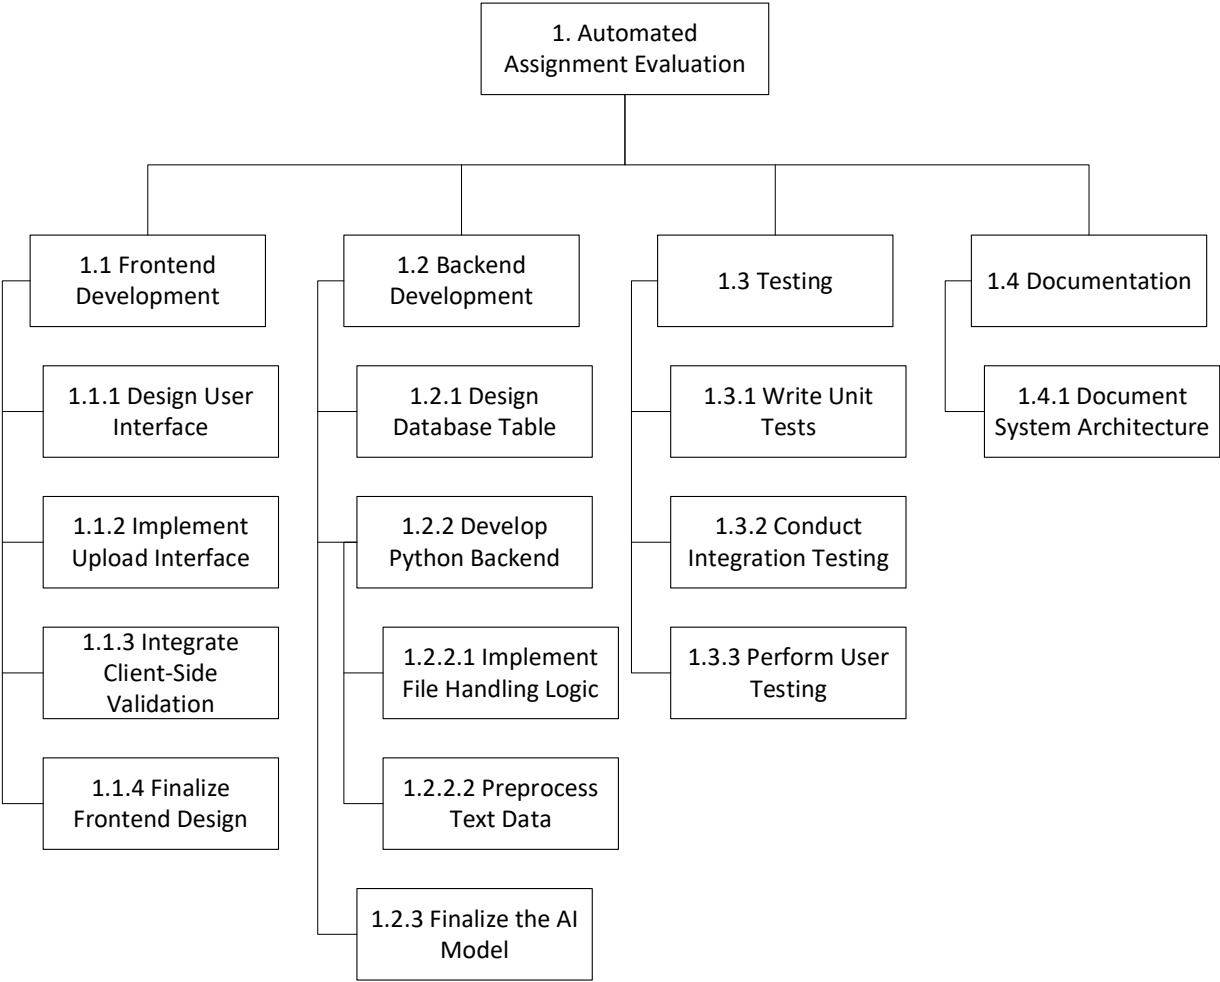 1. Automated
Assignment Evaluation
1.1 Frontend
Development
1.1.1 Design User
Interface
1.1.2 Implement
Upload Interface
1.1.3 Integrate
Client-Side
Validation
1.1.4 Finalize
Frontend Design
1.2 Backend
Development
1.2.1 Design
Database Table
1.2.2 Develop
Python Backend
1.2.2.1 Implement
File Handling Logic
1.2.2.2 Preprocess
Text Data
1.2.3 Finalize the AI
Model
1.3 Testing
1.3.1 Write Unit
Tests
1.3.2 Conduct
Integration Testing
1.3.3 Perform User
Testing
1.4 Documentation
1.4.1 Document
System Architecture